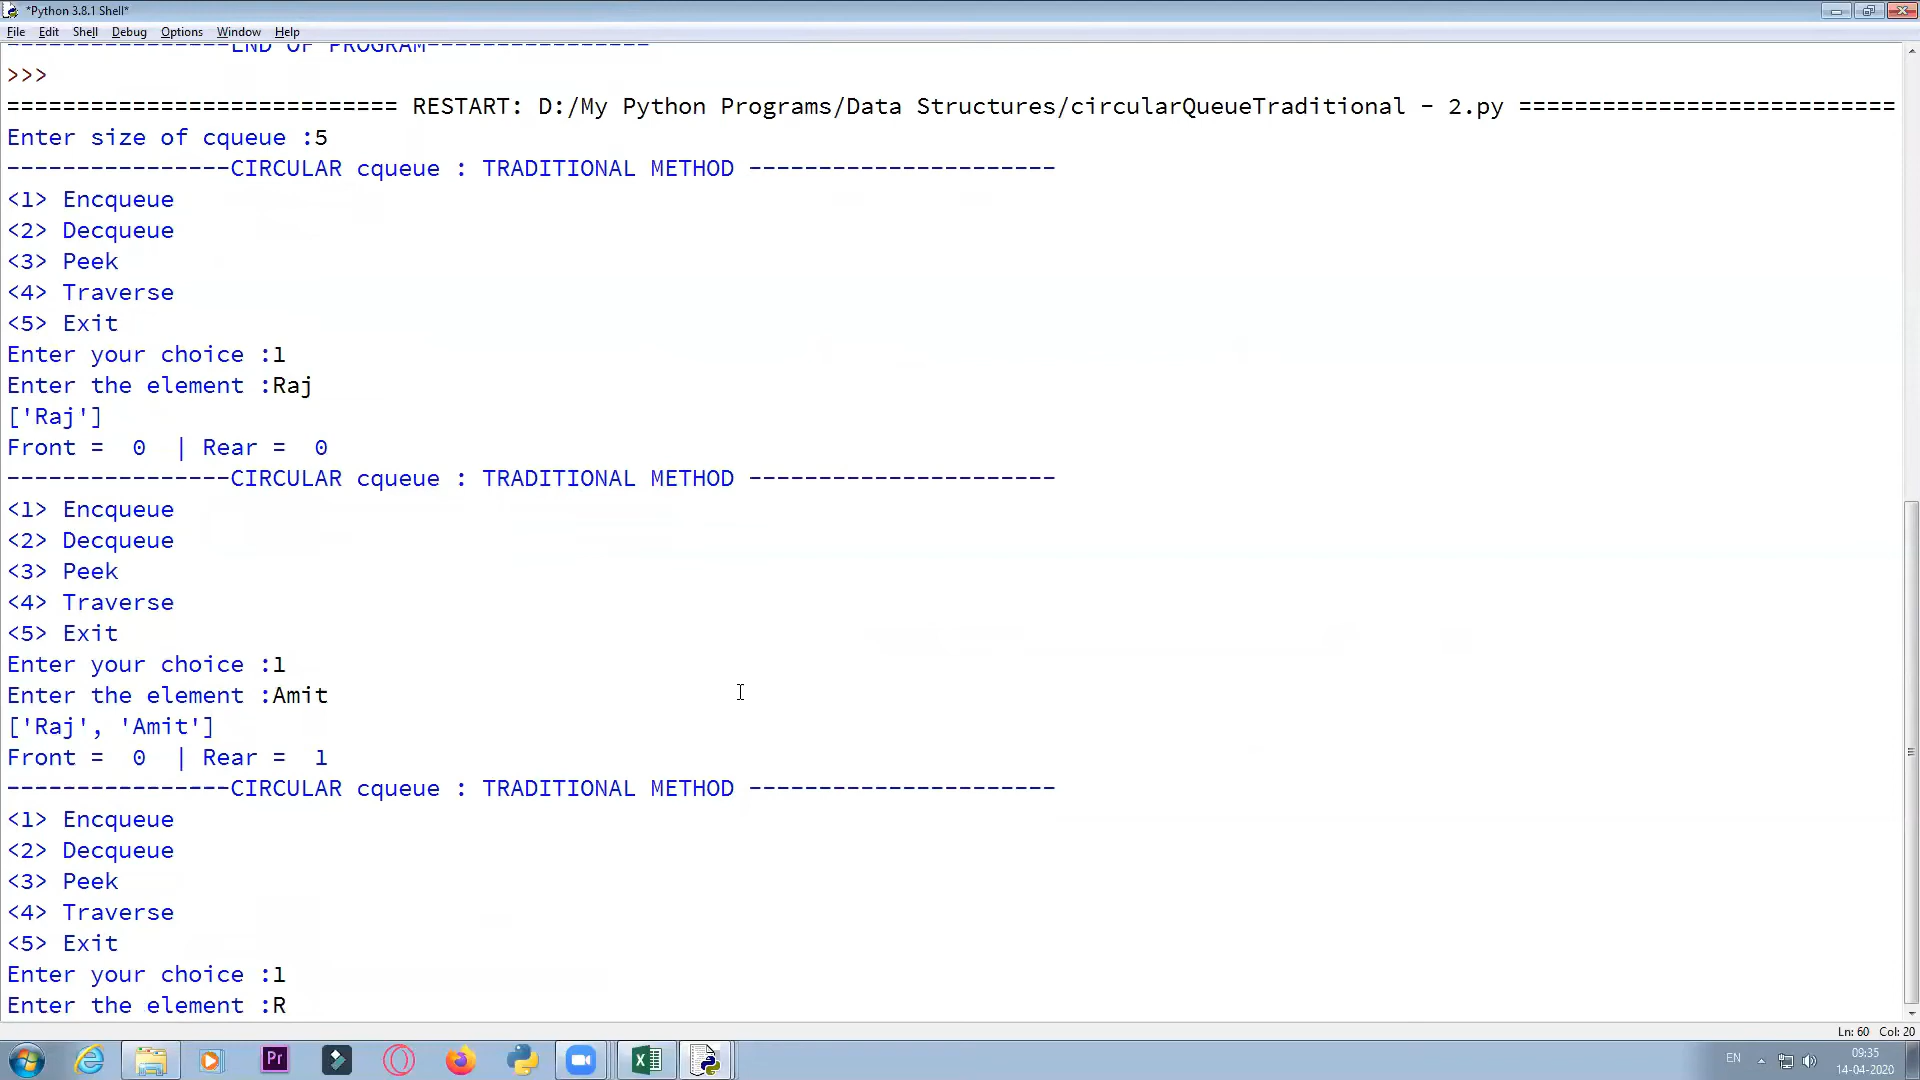 *Python 3.8.1 Shell*
File Edit Shell Debug Options Window Help
----------------END OF PROGRAM----------------
>>>
============================ RESTART: D:/My Python Programs/Data Structures/circularQueueTraditional - 2.py ===========================
Enter size of cqueue :5
----------------CIRCULAR cqueue : TRADITIONAL METHOD ----------------------
<1> Encqueue
<2> Decqueue
<3> Peek
<4> Traverse
<5> Exit
Enter your choice :1
Enter the element :Raj
['Raj']
Front =  0  | Rear =  0
----------------CIRCULAR cqueue : TRADITIONAL METHOD ----------------------
<1> Encqueue
<2> Decqueue
<3> Peek
<4> Traverse
<5> Exit
Enter your choice :1
Enter the element :Amit
['Raj', 'Amit']
Front =  0  | Rear =  1
----------------CIRCULAR cqueue : TRADITIONAL METHOD ----------------------
<1> Encqueue
<2> Decqueue
<3> Peek
<4> Traverse
<5> Exit
Enter your choice :1
Enter the element :R
Ln: 60 Col: 20
Pr
EN
09:35
14-04-2020